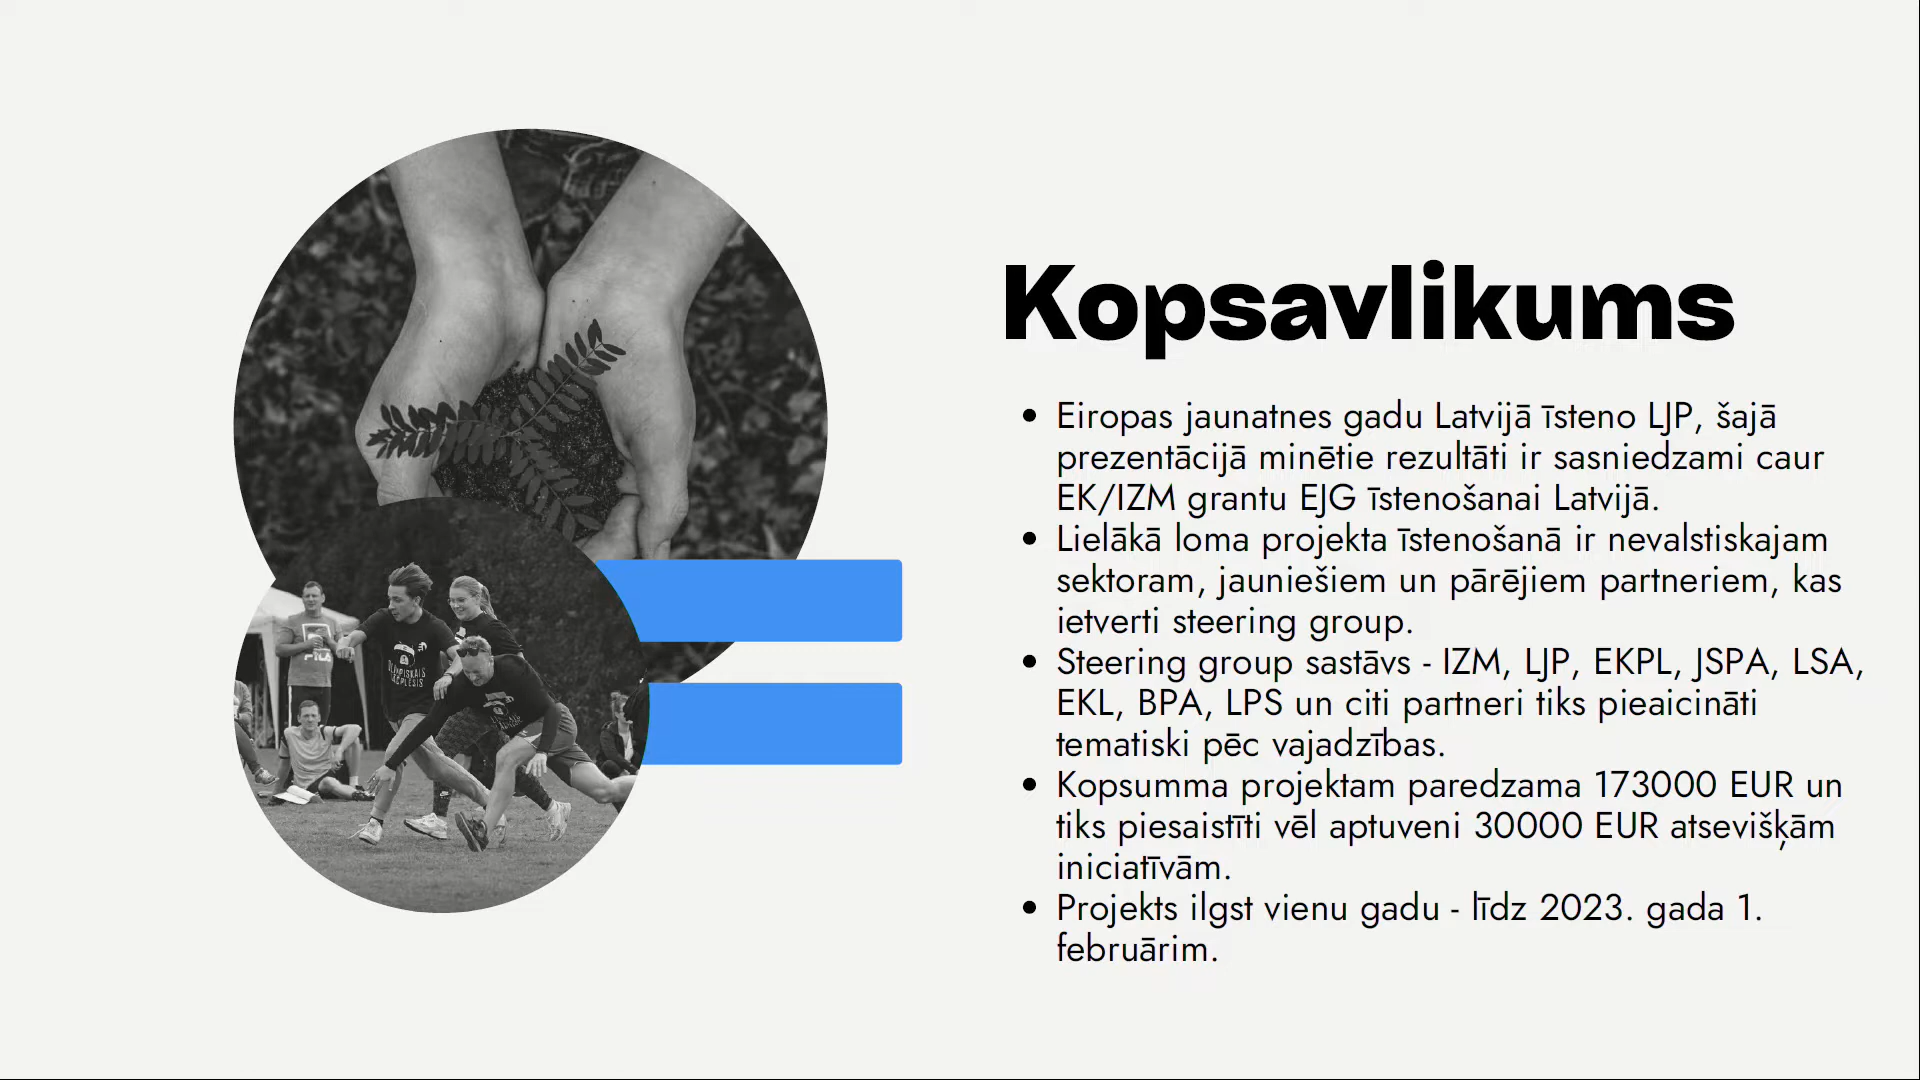 Kopsavlikums
Eiropas jaunatnes gadu Latvijā īsteno LJP, šajā
prezentācijā minētie rezultāti ir sasniedzami caur
EK/IZM grantu EJG īstenošanai Latvijā.
Lielākā loma projekta īstenošanā ir nevalstiskajam
sektoram, jauniešiem un pārējiem partneriem, kas
ietverti steering group.
Steering group sastāvs - IZM, LJP, EKPL, JSPA, LSA,
EKL, BPA, LPS un citi partneri tiks pieaicināti
tematiski pēc vajadzības.
Kopsumma projektam paredzama 173000 EUR un
tiks piesaistīti vēl aptuveni 30000 EUR atsevišķām
iniciatīvām.
Projekts ilgst vienu gadu - līdz 2023. gada 1.
februārim.